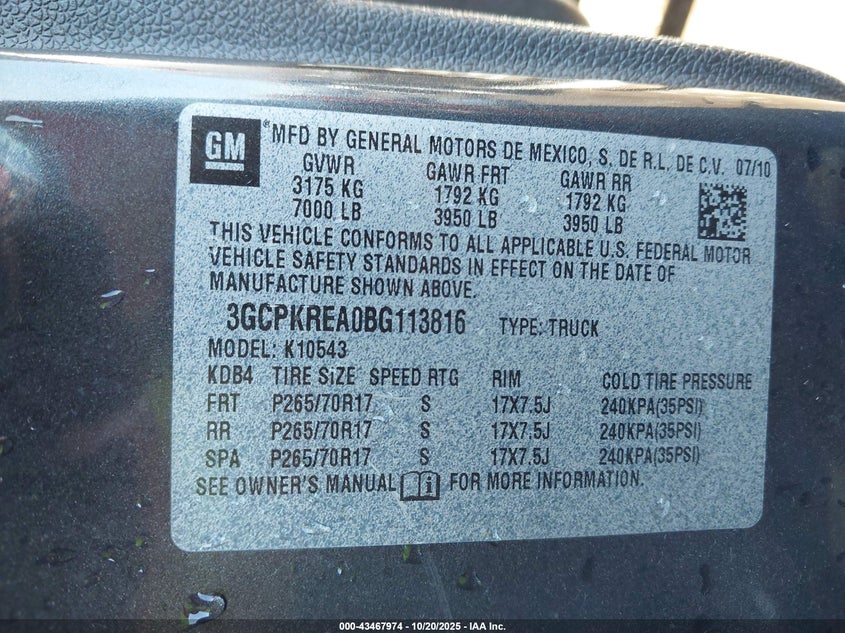 GM ® MFD BY GENERAL MOTORS DE MEXICO, S. DE R.L. DE C.V. 07/10
GVWR GAWR FRT GAWR RR
3175 KG 1792 KG 1792 KG
7000 LB 3950 LB 3950 LB
THIS VEHICLE CONFORMS TO ALL APPLICABLE U.S. FEDERAL MOTOR
VEHICLE SAFETY STANDARDS IN EFFECT ON THE DATE OF
MANUFACTURE SHOWN ABOVE.
3GCPKREA0BG113816 TYPE: TRUCK
MODEL: K10543
KDB4 TIRE SIZE SPEED RTG RIM COLD TIRE PRESSURE
FRT P265/70R17 S 17X7.5J 240KPA(35PSI)
RR P265/70R17 S 17X7.5J 240KPA(35PSI)
SPA P265/70R17 S 17X7.5J 240KPA(35PSI)
SEE OWNER'S MANUAL FOR MORE INFORMATION.
000-43467974 | 10/20/2025 | IAA Inc.